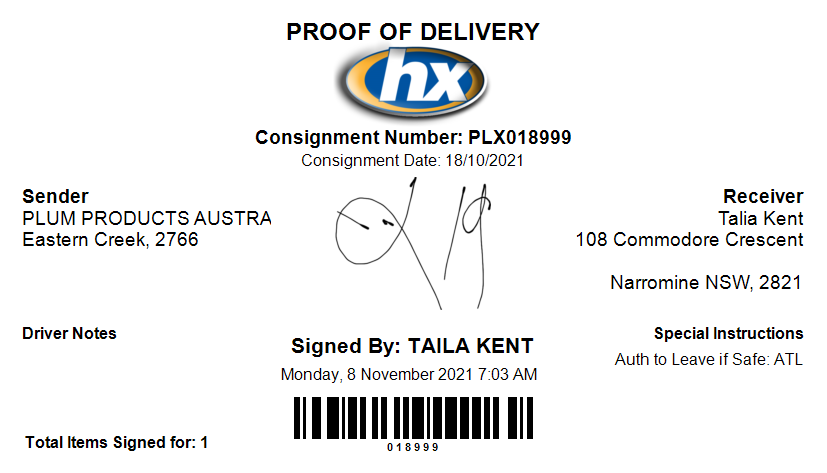 PROOF OF DELIVERY
hx
Consignment Number: PLX018999
Consignment Date: 18/10/2021
Sender
PLUM PRODUCTS AUSTRA
Eastern Creek, 2766
Receiver
Talia Kent
108 Commodore Crescent
Narromine NSW, 2821
Driver Notes
Signed By: TAILA KENT
Monday, 8 November 2021 7:03 AM
Special Instructions
Auth to Leave if Safe: ATL
018999
Total Items Signed for: 1